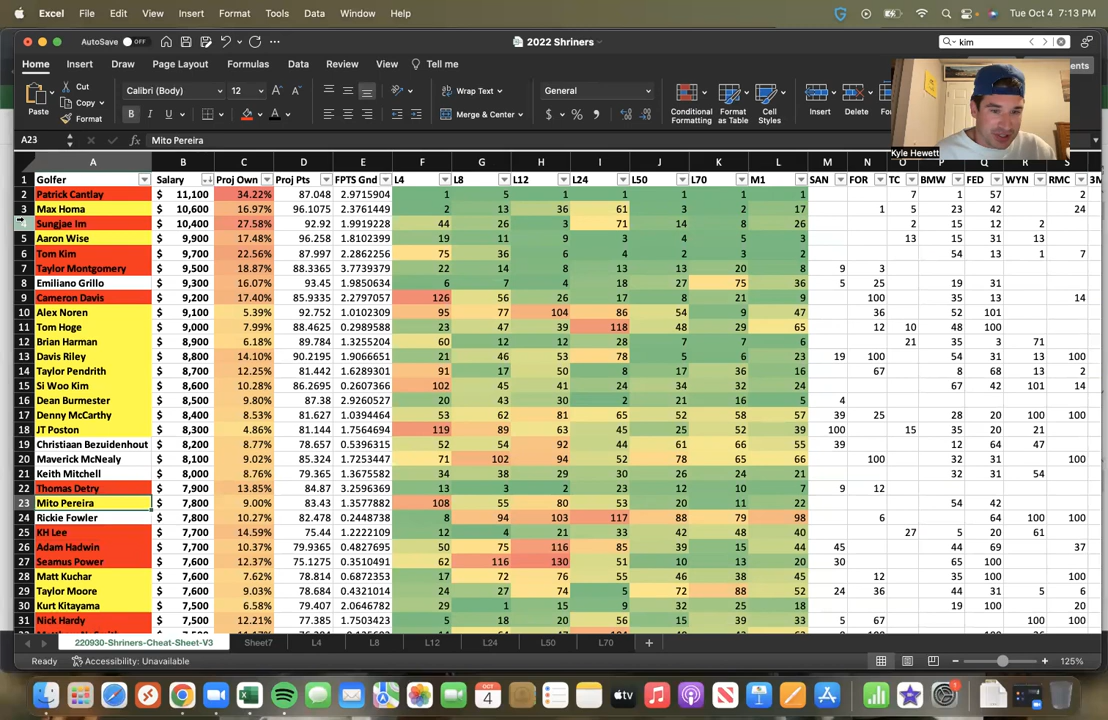 Excel File Edit View Insert Format Tools Data Window Help Tue Oct 4 7:13 PM
AutoSave OFF 2022 Shriners kim
Home Insert Draw Page Layout Formulas Data Review View Tell me
Paste Cut Copy Format Calibri (Body) 12 Wrap Text Merge & Center General Conditional Formatting Format as Table Cell Styles Insert Delete
Kyle Hewett
A23 fx Mito Pereira
A B C D E F G H I J K L M N O P Q R S
1 Golfer Salary Proj Own Proj Pts FPTS Gnd L4 L8 L12 L24 L50 L70 M1 SAN FOR TC BMW FED WYN RMC 3M
2 Patrick Cantlay $ 11,100 34.22% 87.048 2.9715904 1 5 1 1 1 1 1 7 1 57 2
3 Max Homa $ 10,600 16.97% 96.1075 2.3761449 2 13 36 61 3 2 17 1 5 23 42 24
4 Sungjae Im $ 10,400 27.58% 92.92 1.9919228 44 26 3 71 14 8 26 2 15 12 2
5 Aaron Wise $ 9,900 17.48% 96.258 1.8102399 19 11 9 3 4 5 3 13 15 31 13
6 Tom Kim $ 9,700 22.56% 87.997 2.2862256 75 36 6 4 2 3 2 54 13 1 7
7 Taylor Montgomery $ 9,500 18.87% 88.3365 3.7739379 22 14 8 13 13 20 8 9 3
8 Emiliano Grillo $ 9,300 16.07% 93.45 1.9850634 6 7 4 18 27 75 36 5 25 19 31
9 Cameron Davis $ 9,200 17.40% 85.9335 2.2797057 126 56 26 17 8 21 9 100 35 13 14
10 Alex Noren $ 9,100 5.39% 92.752 1.0102309 95 77 104 86 54 9 47 36 52 101
11 Tom Hoge $ 9,000 7.99% 88.4625 0.2989588 23 47 39 118 48 29 65 12 10 48 100
12 Brian Harman $ 8,900 6.18% 89.784 1.3255204 60 12 12 28 7 7 6 21 35 3 71
13 Davis Riley $ 8,800 14.10% 90.2195 1.9066651 21 46 53 78 5 6 23 19 100 54 31 13 100
14 Taylor Pendrith $ 8,700 12.25% 81.442 1.6289301 91 17 50 8 17 36 16 67 8 68 13 2
15 Si Woo Kim $ 8,600 10.28% 86.2695 0.2607366 102 45 41 24 34 32 24 67 42 101 14
16 Dean Burmester $ 8,500 9.80% 87.38 2.9260527 20 43 30 2 21 16 5 4
17 Denny McCarthy $ 8,400 8.53% 81.627 1.0394464 53 62 81 65 52 58 57 39 25 28 20 100
18 JT Poston $ 8,300 4.86% 81.144 1.7564694 119 89 63 45 25 52 39 100 15 35 20 21
19 Christiaan Bezuidenhout $ 8,200 8.77% 78.657 0.5396143 52 54 92 44 61 66 55 39 12 64 47
20 Maverick McNealy $ 8,100 9.02% 85.324 1.7253447 71 102 94 52 78 65 66 100 32 31 100
21 Keith Mitchell $ 8,000 8.76% 79.365 1.3675582 34 38 29 30 26 24 21 32 31 54
22 Thomas Detry $ 7,900 13.85% 84.87 3.2596369 13 3 2 23 12 10 7 9 12
23 Mito Pereira $ 7,800 9.00% 83.43 1.3577882 108 55 80 53 20 11 22 54 42
24 Rickie Fowler $ 7,800 10.27% 82.478 0.2448738 8 94 103 117 88 79 98 6 64 100 100
25 KH Lee $ 7,700 14.59% 75.44 1.2222109 12 4 21 33 42 48 40 27 5 20 61
26 Adam Hadwin $ 7,700 10.37% 79.9365 0.4827695 50 75 116 85 39 15 44 45 44 69 37
27 Seamus Power $ 7,600 12.37% 75.1275 0.3510491 62 116 130 51 10 13 20 30 65 100
28 Matt Kuchar $ 7,600 7.62% 78.814 0.6872353 17 72 76 55 46 38 45 12 35 100 100
29 Taylor Moore $ 7,600 9.03% 78.684 0.4321014 24 27 74 5 72 88 52 24 36 44 31 5 6
30 Kurt Kitayama $ 7,500 6.58% 79.407 2.0646782 29 1 15 9 32 25 18 19 100 20
31 Nick Hardy $ 7,500 12.21% 77.385 1.7503423 5 18 20 56 15 39 33 5 67 100 100
220930-Shriners-Cheat-Sheet-V3 Sheet7 L4 L8 L12 L24 L50 L70
Ready Accessibility: Unavailable 125%
OCT 4